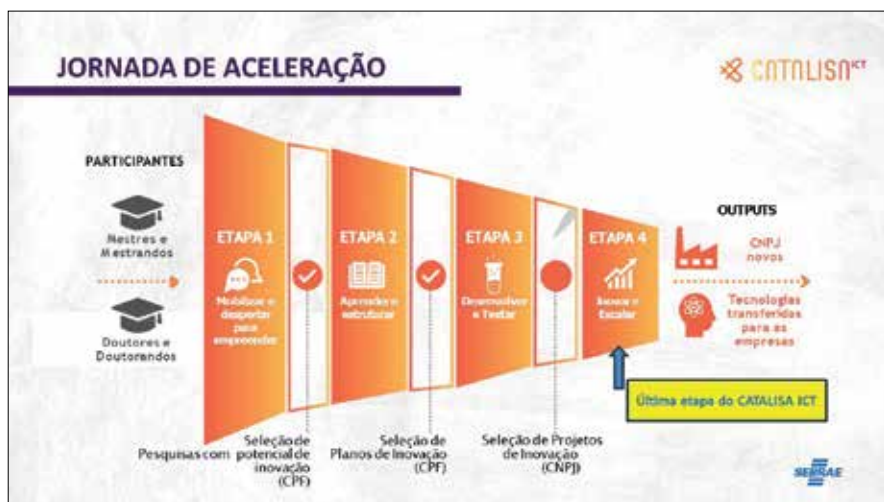 JORNADA DE ACELERAÇÃO
CATALISA ICT
PARTICIPANTES
Mestres e
Mestrandos
Doutores e
Doutorandos
ETAPA 1
Mobilizar e
despertar
para
empreender
ETAPA 2
Aprender e
estruturar
ETAPA 3
Desenvolver
e Testar
ETAPA 4
Inovar e
Escalar
OUTPUTS
CNPJ
novos
Tecnologias
transferidas
para as
empresas
Última etapa do CATALISA ICT
Pesquisas com
Seleção de
potencial de
inovação
(CPF)
Seleção de
Planos de Inovação
(CPF)
Seleção de Projetos
de Inovação
(CNPJ)
SEBRAE